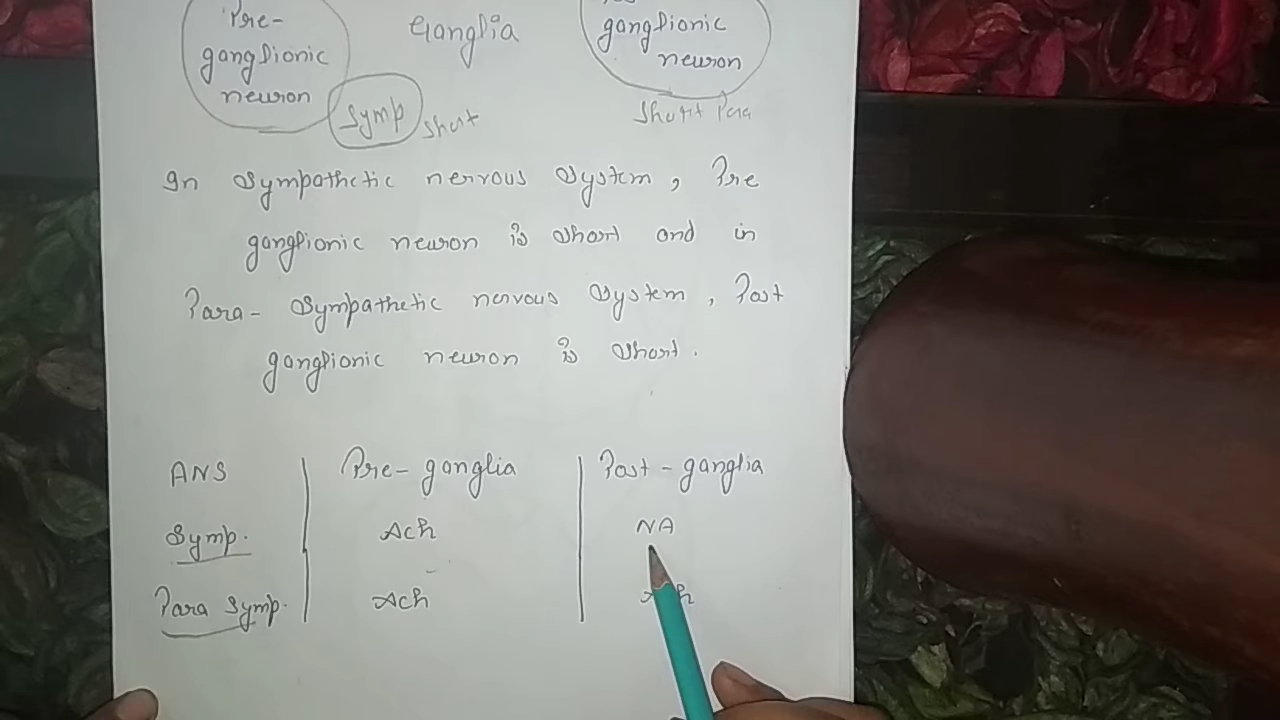 Pre-
ganglionic
neuron
Ganglia
ganglionic
neuron
Symp short
Short Para
In Sympathetic nervous System, Pre
ganglionic neuron is short and in
Para- Sympathetic nervous System, Post
ganglionic neuron is short.
ANS Pre-ganglia Post-ganglia
Symp. Ach NA
Para Symp. Ach